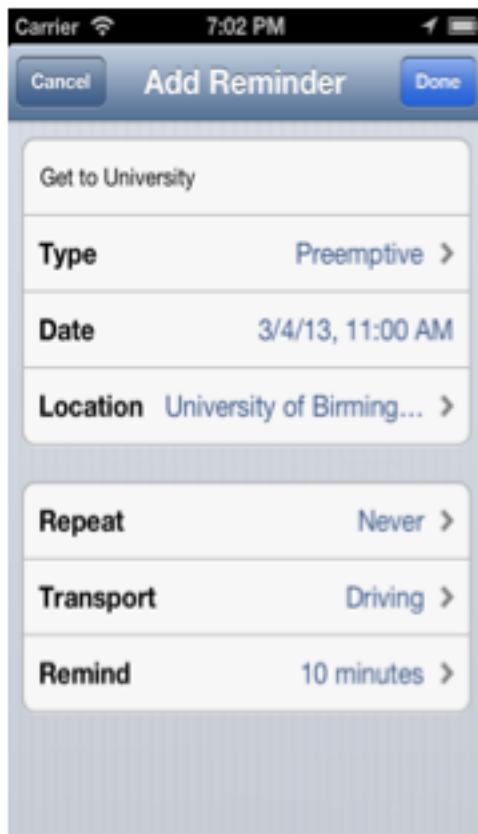 Carrier 7:02 PM
Cancel Add Reminder Done
Get to University
Type Preemptive
Date 3/4/13, 11:00 AM
Location University of Birming...
Repeat Never
Transport Driving
Remind 10 minutes